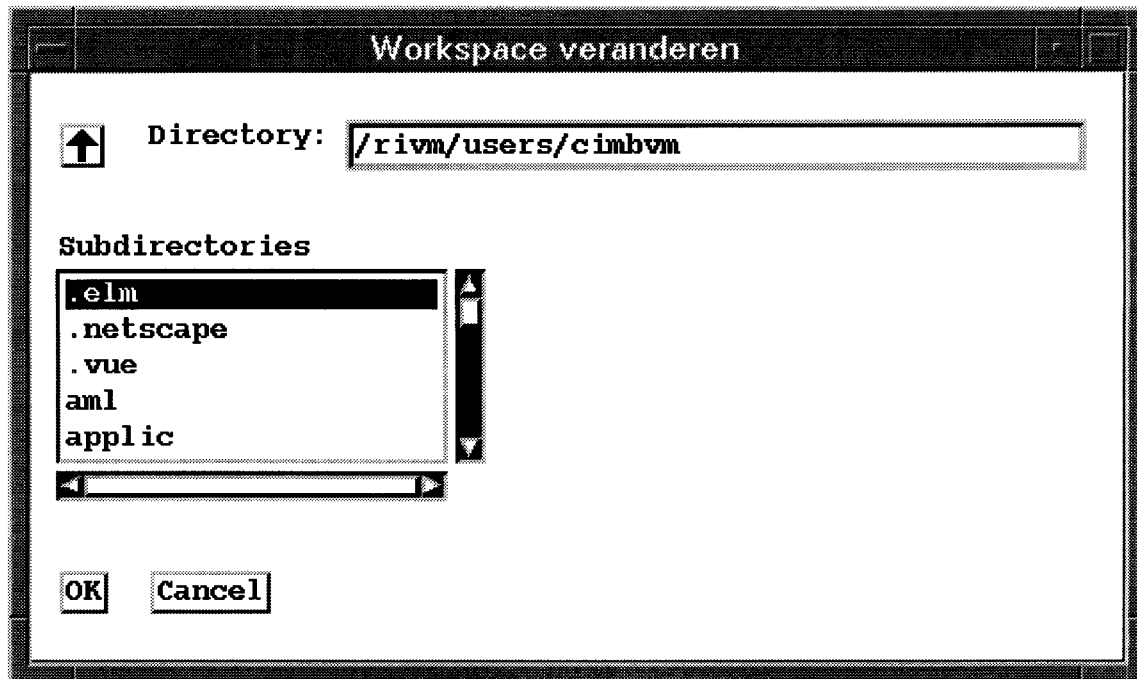 Workspace veranderen
Directory: /rivm/users/cimbvm
Subdirectories
.elm
.netscape
.vue
aml
applic
OK Cancel